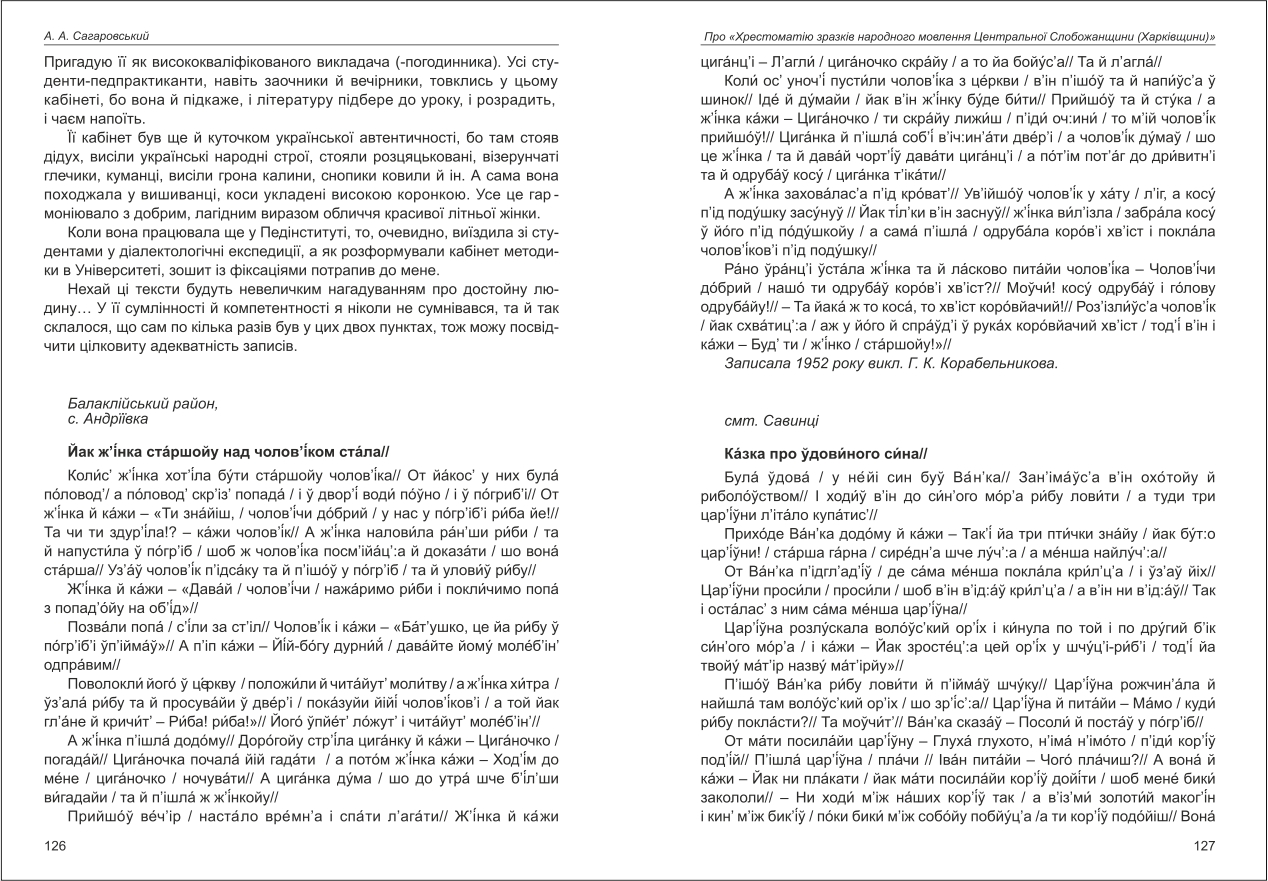 А. А. Сагаровський
Пригадую її як висококваліфікованого викладача (-погодинника). Усі сту-
денти-педпрактиканти, навіть заочники й вечірники, товклись у цьому
кабінеті, бо вона й підкаже, і літературу підбере до уроку, і розрадить,
і чаєм напоїть.
Її кабінет був ще й куточком української автентичності, бо там стояв
дідух, висіли українські народні строї, стояли розцяцьковані, візерунчаті
глечики, куманці, висіли грона калини, снопики ковили й ін. А сама вона
походжала у вишиванці, коси укладені високою коронкою. Усе це гар -
моніювало з добрим, лагідним виразом обличчя красивої літньої жінки.
Коли вона працювала ще у Педінституті, то, очевидно, виїздила зі сту-
дентами у діалектологічні експедиції, а як розформували кабінет методи-
ки в Університеті, зошит із фіксаціями потрапив до мене.
Нехай ці тексти будуть невеличким нагадуванням про достойну лю-
дину… У її сумлінності й компетентності я ніколи не сумнівався, та й так
склалося, що сам по кілька разів був у цих двох пунктах, тож можу посвід-
чити цілковиту адекватність записів.
Балаклійський район,
с. Андріївка
Йак ж’і́нка ста́ршойу над чолов’і́ком ста́ла//
Коли́с’ ж’і́нка хот’і́ла бу́ти ста́ршойу чолов’і́ка// От йа́кос’ у них була́
по́ловод’/ а по́ловод’ скр’із’ попада́ / і ў двор’і́ води́ по́ўно / і ў по́гриб’і// От
ж’і́нка й ка́жи – «Ти зна́йіш, / чолов’і́чи до́брий / у нас у по́гр’іб’і ри́ба йе!//
Та чи ти здур’і́ла!? – ка́жи чолов’і́к// А ж’і́нка налови́ла ра́н’ши ри́би / та
й напусти́ла ў по́гр’іб / шоб ж чолов’і́ка посм’ійа́ц’:а й доказа́ти / шо вона́
ста́рша// Уз’а́ў чолов’і́к п’ідса́ку та й п’ішо́ў у по́гр’іб / та й улови́ў ри́бу//
Ж’і́нка й ка́жи – «Дава́й / чолов’і́чи / нажа́римо ри́би і покли́чимо попа́
з попад’о́йу на об’і́д»//
Позва́ли попа́ / с’і́ли за ст’іл// Чолов’і́к і ка́жи – «Ба́т’ушко, це йа ри́бу ў
по́гр’іб’і ўп’ійма́ў»// А п’іп ка́жи – Йі́й-бо́гу дурни́й / дава́йте йому́ моле́б’ін’
одпра́вим//
Поволокли́ його́ ў це́ркву / положи́ли й чита́йут’ моли́тву / а ж’і́нка хи́тра /
ўз’ала́ ри́бу та й просува́йи ў две́р’і / пока́зуйи йійі́ чолов’і́ков’і / а той йак
гл’а́не й кричи́т’ – Ри́ба! ри́ба!»// Його́ ўпйе́т’ ло́жут’ і чита́йут’ моле́б’ін’//
А ж’і́нка п’ішла́ додо́му// Доро́гойу стр’і́ла цига́нку й ка́жи – Цига́ночко /
погада́й// Цига́ночка почала́ йій гада́ти / а пото́м ж’і́нка ка́жи – Ход’і́м до
ме́не / цига́ночко / ночува́ти// А цига́нка ду́ма / шо до утра́ шче б’і́л’ши
ви́гадайи / та й п’ішла́ ж ж’і́нкойу//
Прийшо́ў ве́ч’ір / наста́ло вре́мн’а і спа́ти л’ага́ти// Ж’і́нка й ка́жи
126
Про «Хрестоматію зразків народного мовлення Центральної Слобожанщини (Харківщини)»
цига́нц’і – Л’агли́ / цига́ночко скра́йу / а то йа бойу́с’а// Та й л’агла́//
Коли́ ос’ уноч’і́ пусти́ли чолов’і́ка з це́ркви / в’ін п’ішо́ў та й напи́ўс’а ў
шинок// Іде́ й ду́майи / йак в’ін ж’і́нку бу́де би́ти// Прийшо́ў та й сту́ка / а
ж’і́нка ка́жи – Цига́ночко / ти скра́йу лижи́ш / п’іди́ оч:ини́ / то м’ій чолов’і́к
прийшо́ў!// Цига́нка й п’ішла́ соб’і́ в’іч:ин’а́ти две́р’і / а чолов’і́к ду́маў / шо
це ж’і́нка / та й дава́й чорт’і́ў дава́ти цига́нц’і / а по́т’ім пот’а́г до дри́витн’і
та й одруба́ў косу́ / цига́нка т’іка́ти//
А ж’і́нка захова́лас’а п’ід кро́ват’// Ув’ійшо́ў чолов’і́к у ха́ту / л’іг, а косу́
п’ід поду́шку засу́нуў // Йак ті́л’ки в’ін засну́ў// ж’і́нка ви́л’ізла / забра́ла косу́
ў йо́го п’ід по́душкойу / а сама́ п’ішла́ / одруба́ла коро́в’і хв’іст і покла́ла
чолов’і́ков’і п’ід поду́шку//
Ра́но ўра́нц’і ўста́ла ж’і́нка та й ла́сково пита́йи чолов’і́ка – Чолов’і́чи
до́брий / нашо́ ти одруба́ў коро́в’і хв’іст?// Моўчи́! косу́ одруба́ў і го́лову
одруба́йу!// – Та йака́ ж то коса́, то хв’іст коро́вйачий!// Роз’ізли́ўс’а чолов’і́к
/ йак схва́тиц’:а / аж у йо́го й спра́ўд’і ў рука́х коро́вйачий хв’іст / тод’і́ в’ін і
ка́жи – Буд’ ти / ж’і́нко / ста́ршойу!»//
Записала 1952 року викл. Г. К. Корабельникова.
смт. Савинці
Ка́зка про ўдови́ного си́на//
Була́ ўдова́ / у не́йі син буў Ва́н’ка// Зан’іма́ўс’а в’ін охо́тойу й
риболо́ўством// І ходи́ў в’ін до си́н’ого мо́р’а ри́бу лови́ти / а туди три
цар’і́ўни л’іта́ло купа́тис’//
Прихо́де Ва́н’ка додо́му й ка́жи – Так’і́ йа три пти́чки зна́йу / йак бу́т:о
цар’і́ўни! / ста́рша га́рна / сире́дн’а шче лу́ч’:а / а ме́нша найлу́ч’:а//
От Ва́н’ка п’ідгл’ад’і́ў / де са́ма ме́нша покла́ла кри́л’ц’а / і ўз’а́ў йіх//
Цар’і́ўни проси́ли / проси́ли / шоб в’ін в’ід:а́ў кри́л’ц’а / а в’ін ни в’ід:а́ў// Так
і оста́лас’ з ним са́ма ме́нша цар’і́ўна//
Цар’і́ўна розлу́скала воло́ўс’кий ор’і́х і ки́нула по той і по дру́гий б’ік
си́н’ого мо́р’а / і ка́жи – Йак зросте́ц’:а цей ор’і́х у шчу́ц’і-ри́б’і / тод’і́ йа
твойу́ ма́т’ір назву́ ма́т’ірйу»//
П’ішо́ў Ва́н’ка ри́бу лови́ти й п’ійма́ў шчу́ку// Цар’і́ўна рожчин’а́ла й
найшла́ там воло́ўс’кий ор’іх / шо зр’і́с’:а// Цар’і́ўна й пита́йи – Ма́мо / куди́
ри́бу покла́сти?// Та моўчи́т’// Ва́н’ка сказа́ў – Посоли́ й поста́ў у по́гр’іб//
От ма́ти посила́йи цар’і́ўну – Глуха́ глухото, н’іма́ н’імо́то / п’іди́ кор’і́ў
под’і́й// П’ішла́ цар’і́ўна / пла́чи // Іва́н пита́йи – Чого́ пла́чиш?// А вона́ й
ка́жи – Йак ни пла́кати / йак ма́ти посила́йи кор’і́ў дойі́ти / шоб мене́ бики́
закололи// – Ни ходи́ м’іж на́ших кор’і́ў так / а в’із’ми́ золоти́й маког’і́н
і кин’ м’іж бик’і́ў / по́ки бики́ м’іж собо́йу побйу́ц’а /а ти кор’і́ў подо́йіш// Вона́
127